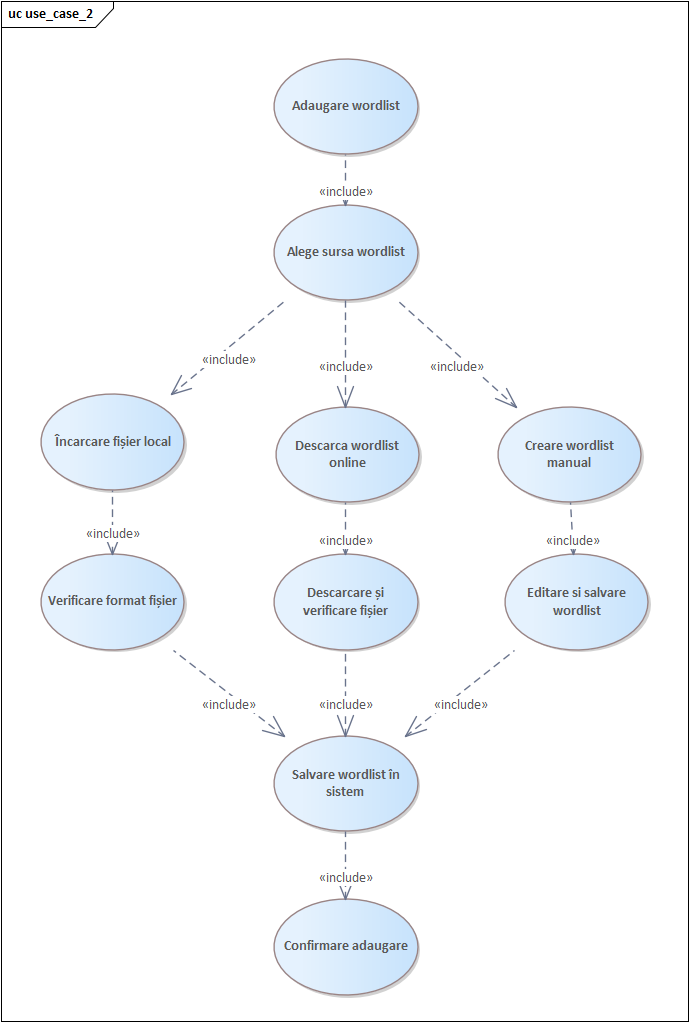 uc use_case_2
Adaugare wordlist
«include»
Alege sursa wordlist
«include»
«include»
«include»
Încarcare fișier local
Descarca wordlist
online
Creare wordlist
manual
«include»
«include»
«include»
Verificare format fișier
Descarcare și
verificare fișier
Editare si salvare
wordlist
«include»
«include»
«include»
Salvare wordlist în
sistem
«include»
Confirmare adaugare